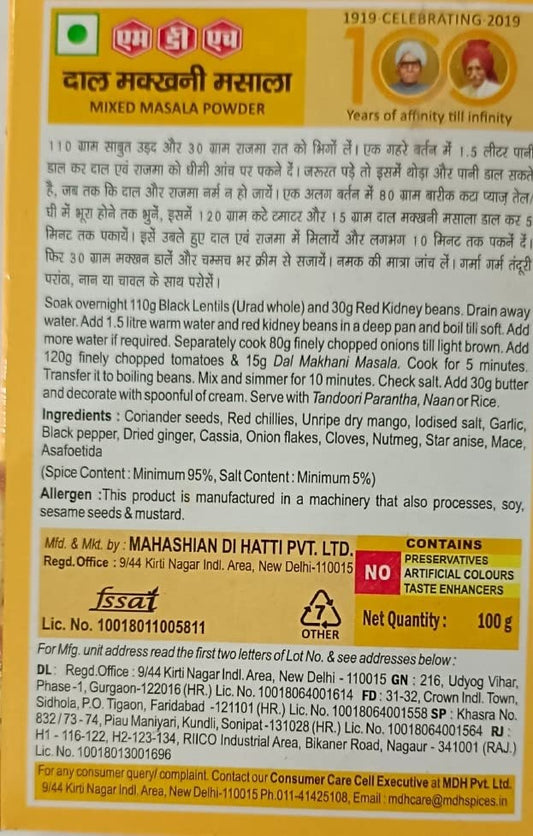 एम डी एच
1919-CELEBRATING-2019
100
दाल मक्खनी मसाला
MIXED MASALA POWDER
Years of affinity till infinity
110 ग्राम साबुत उड़द और 30 ग्राम राजमा रात को भिगों लें। एक गहरे बर्तन में 1.5 लीटर पानी
डाल कर दाल एवं राजमा को धीमी आंच पर पकने दें। जरूरत पड़े तो इसमें थोड़ा और पानी डाल सकते
है, जब तक कि दाल और राजमा नर्म न हो जायें। एक अलग बर्तन में 80 ग्राम बारीक कटा प्याज़ तेल/
घी में भूरा होने तक भुनें, इसमें 120 ग्राम कटे टमाटर और 15 ग्राम दाल मक्खनी मसाला डाल कर 5
मिनट तक पकायें। इसें उबले हुए दाल एवं राजमा में मिलायें और लगभग 10 मिनट तक पकनें दें।
फिर 30 ग्राम मक्खन डालें और चम्मच भर क्रीम से सजायें। नमक की मात्रा जांच लें। गर्मा गर्म तंदूरी
परांठा, नान या चावल के साथ परोसें।
Soak overnight 110g Black Lentils (Urad whole) and 30g Red Kidney beans. Drain away
water. Add 1.5 litre warm water and red kidney beans in a deep pan and boil till soft. Add
more water if required. Separately cook 80g finely chopped onions till light brown. Add
120g finely chopped tomatoes & 15g Dal Makhani Masala. Cook for 5 minutes.
Transfer it to boiling beans. Mix and simmer for 10 minutes. Check salt. Add 30g butter
and decorate with spoonful of cream. Serve with Tandoori Parantha, Naan or Rice.
Ingredients : Coriander seeds, Red chillies, Unripe dry mango, Iodised salt, Garlic,
Black pepper, Dried ginger, Cassia, Onion flakes, Cloves, Nutmeg, Star anise, Mace,
Asafoetida
(Spice Content : Minimum 95%, Salt Content : Minimum 5%)
Allergen :This product is manufactured in a machinery that also processes, soy,
sesame seeds & mustard.
Mfd. & Mkt. by : MAHASHIAN DI HATTI PVT. LTD.
Regd. Office : 9/44 Kirti Nagar Indl. Area, New Delhi-110015
CONTAINS
NO
PRESERVATIVES
ARTIFICIAL COLOURS
TASTE ENHANCERS
fssai
Lic. No. 10018011005811
7
OTHER
Net Quantity : 100 g
For Mfg. unit address read the first two letters of Lot No. & see addresses below :
DL : Regd.Office : 9/44 Kirti Nagar Indl. Area, New Delhi - 110015 GN : 216, Udyog Vihar,
Phase -1, Gurgaon-122016 (HR.) Lic. No. 10018064001614 FD : 31-32, Crown Indl. Town,
Sidhola, P.O. Tigaon, Faridabad -121101 (HR.) Lic. No. 10018064001558 SP : Khasra No.
832 / 73 - 74, Piau Maniyari, Kundli, Sonipat -131028 (HR.) Lic. No. 10018064001564 RJ :
H1 - 116-122, H2-123-134, RIICO Industrial Area, Bikaner Road, Nagaur - 341001 (RAJ.)
Lic. No. 10018013001696
For any consumer query/ complaint. Contact our Consumer Care Cell Executive at MDH Pvt. Ltd.
9/44 Kirti Nagar Indl. Area, New Delhi-110015 Ph.011-41425108, Email : mdhcare@mdhspices.in